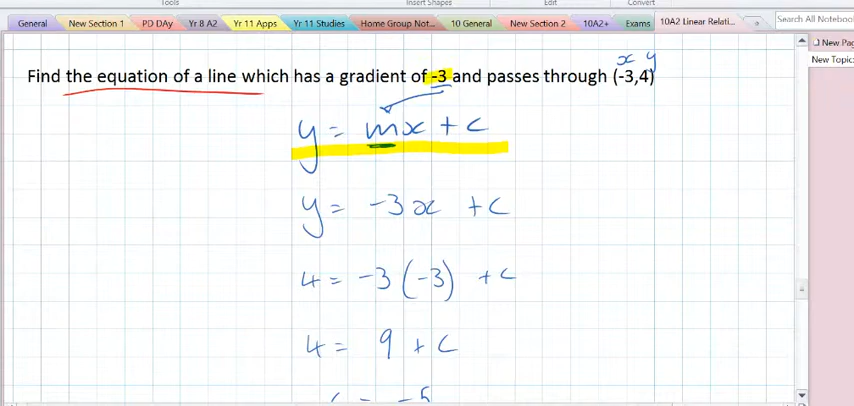 Tools Insert Shapes Edit Convert
General New Section 1 PD DAy Yr 8 A2 Yr 11 Apps Yr 11 Studies Home Group Not... 10 General New Section 2 10A2+ Exams 10A2 Linear Relati... Search All Notebook
New Pag
New Topic:
x y
Find the equation of a line which has a gradient of -3 and passes through (-3,4)
y = mx + c
y = -3x + c
4 = -3(-3) + c
4 = 9 + c
c = -5